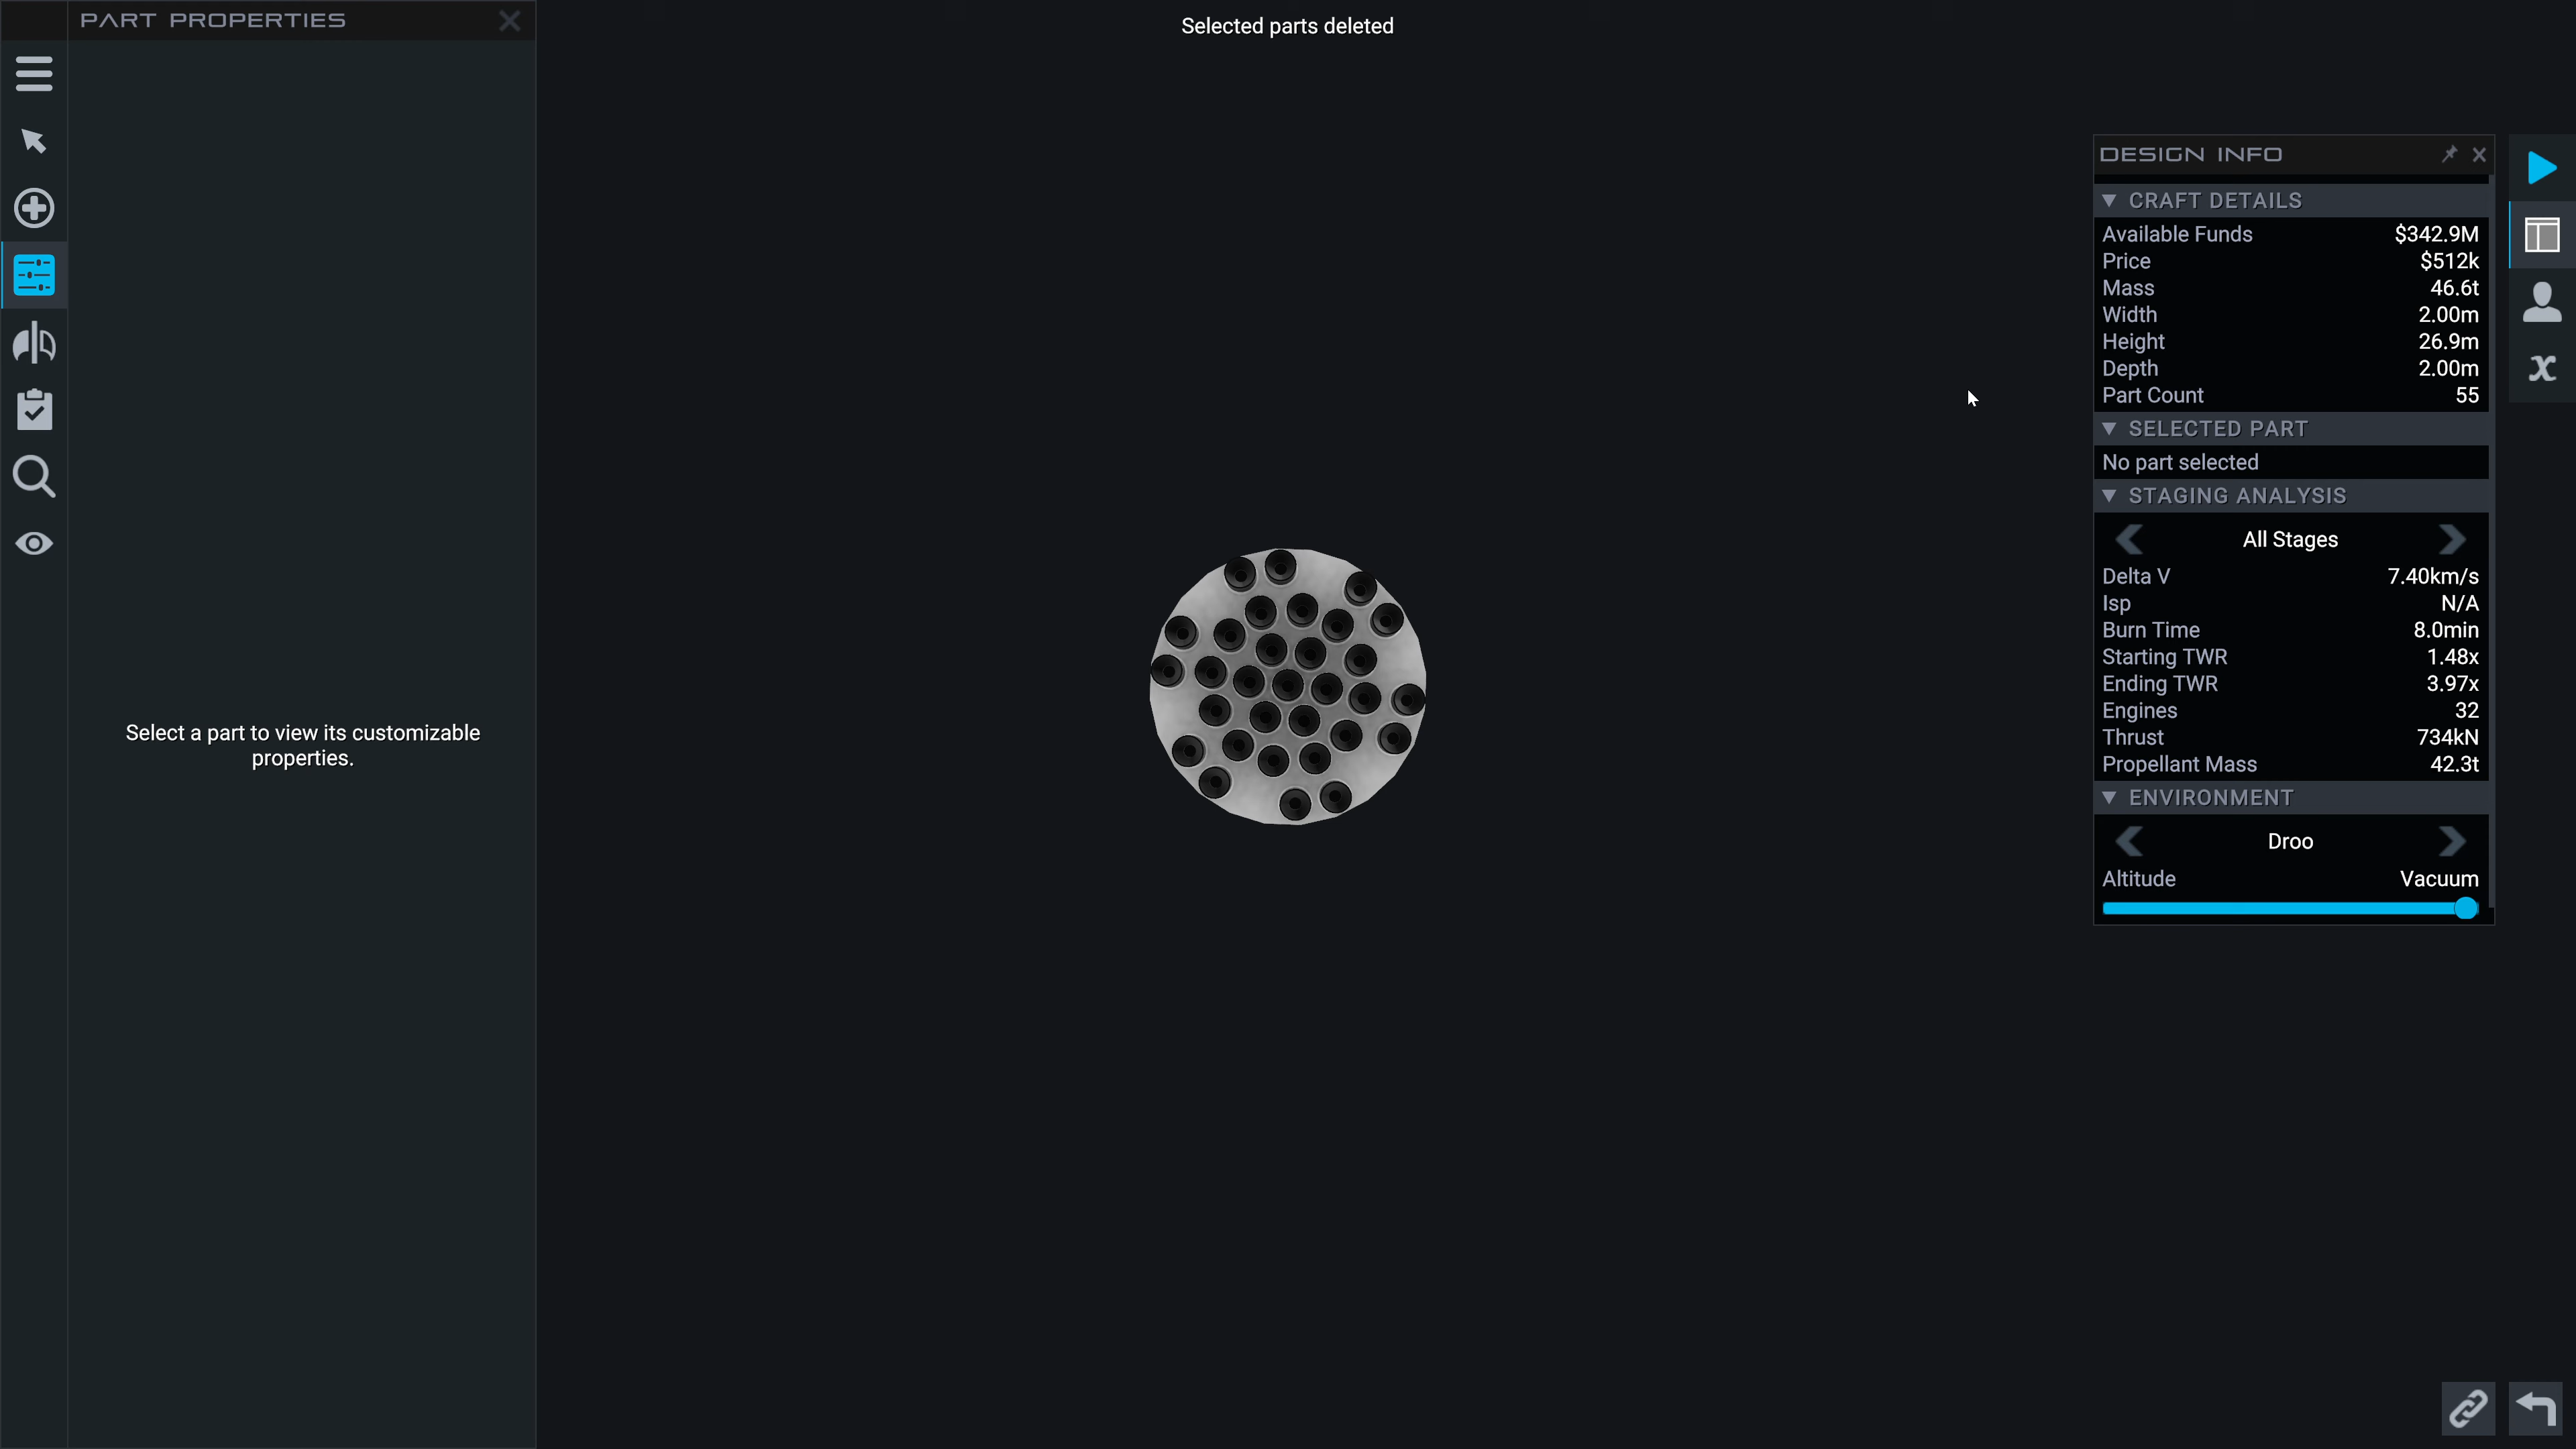 PART PROPERTIES
Selected parts deleted
Select a part to view its customizable
properties.
DESIGN INFO
CRAFT DETAILS
Available Funds $342.9M
Price $512k
Mass 46.6t
Width 2.00m
Height 26.9m
Depth 2.00m
Part Count 55
SELECTED PART
No part selected
STAGING ANALYSIS
All Stages
Delta V 7.40km/s
Isp N/A
Burn Time 8.0min
Starting TWR 1.48x
Ending TWR 3.97x
Engines 32
Thrust 734kN
Propellant Mass 42.3t
ENVIRONMENT
Droo
Altitude Vacuum
x